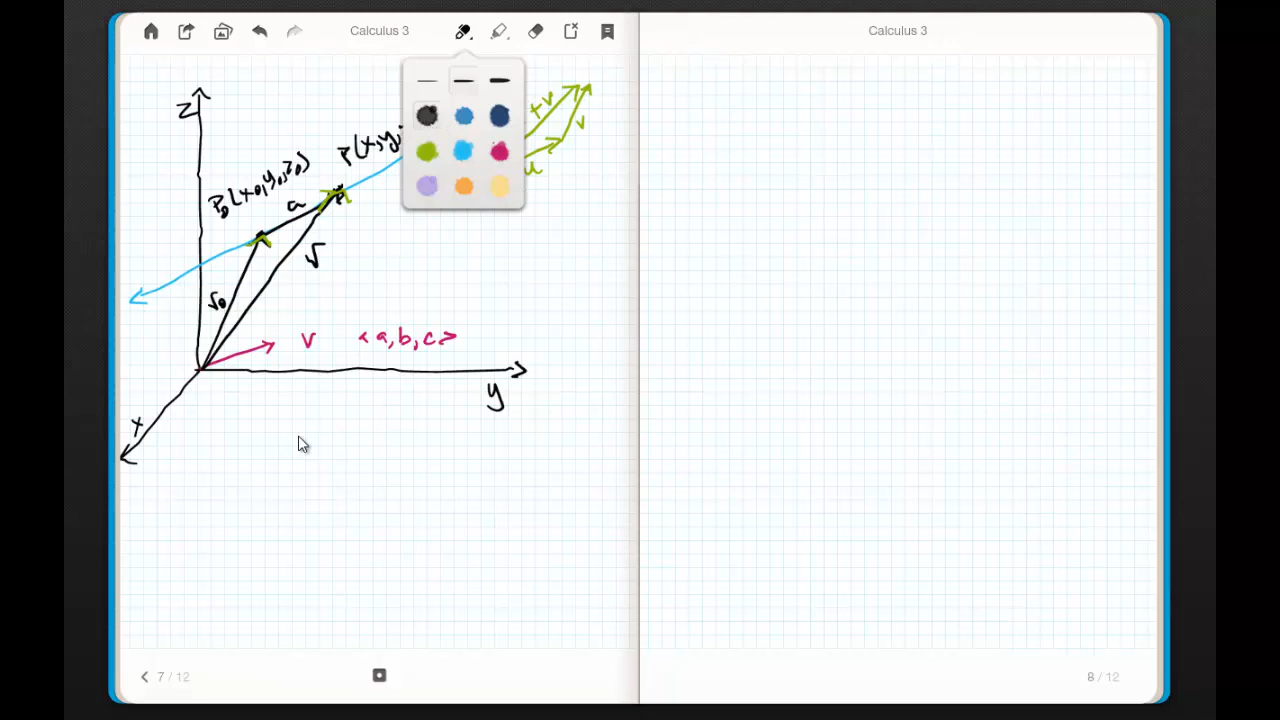 Calculus 3
Calculus 3
z
P(x,y,
+ v
v
u
P0(x0,y0,z0)
a
r
r0
v <a,b,c>
y
x
7 / 12
8 / 12